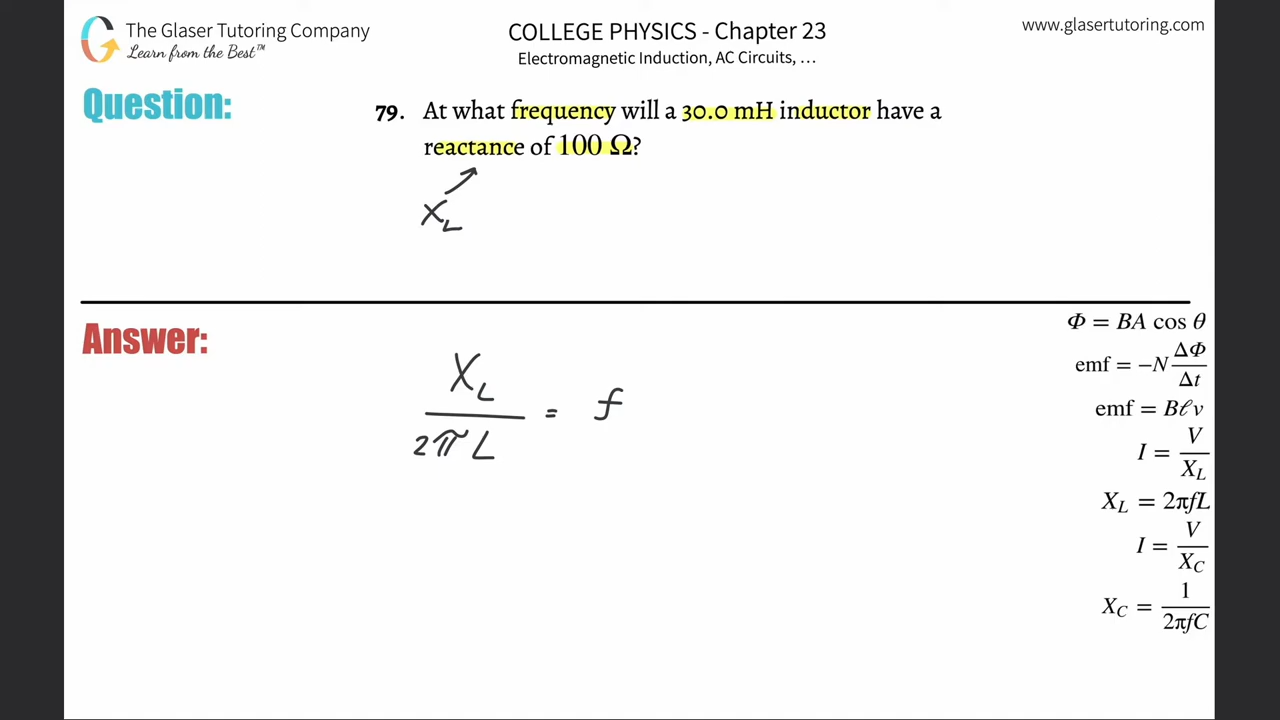 The Glaser Tutoring Company
Learn from the Best™
COLLEGE PHYSICS - Chapter 23
Electromagnetic Induction, AC Circuits, ...
www.glasertutoring.com
Question:
79. At what frequency will a 30.0 mH inductor have a
reactance of 100 Ω?
X_L
Answer:
X_L / 2πL = f
Φ = BA cos θ
emf = −N ΔΦ/Δt
emf = Bℓv
I = V/X_L
X_L = 2πfL
I = V/X_C
X_C = 1/2πfC